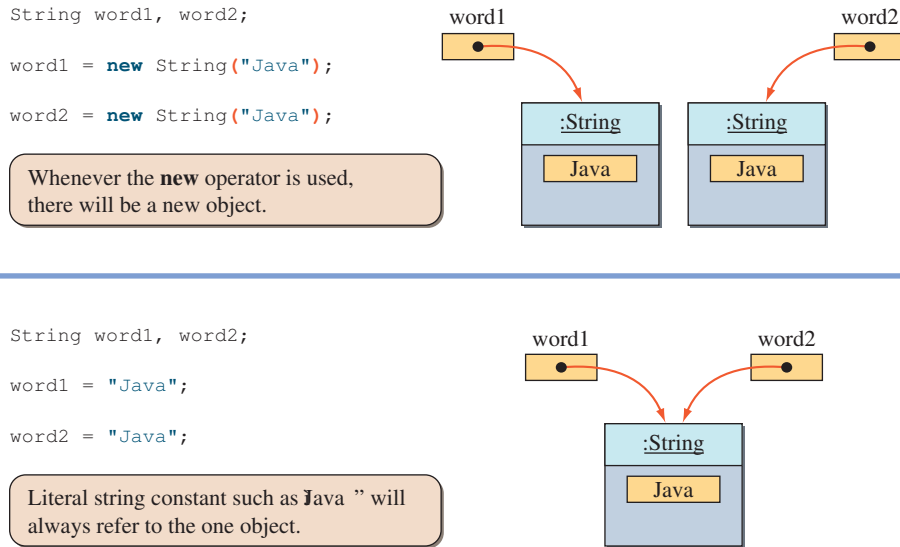 String word1, word2;
word1 = new String("Java");
word2 = new String("Java");
Whenever the new operator is used,
there will be a new object.
word1
word2
:String
Java
:String
Java
String word1, word2;
word1 = "Java";
word2 = "Java";
Literal string constant such as Java ” will
always refer to the one object.
word1
word2
:String
Java